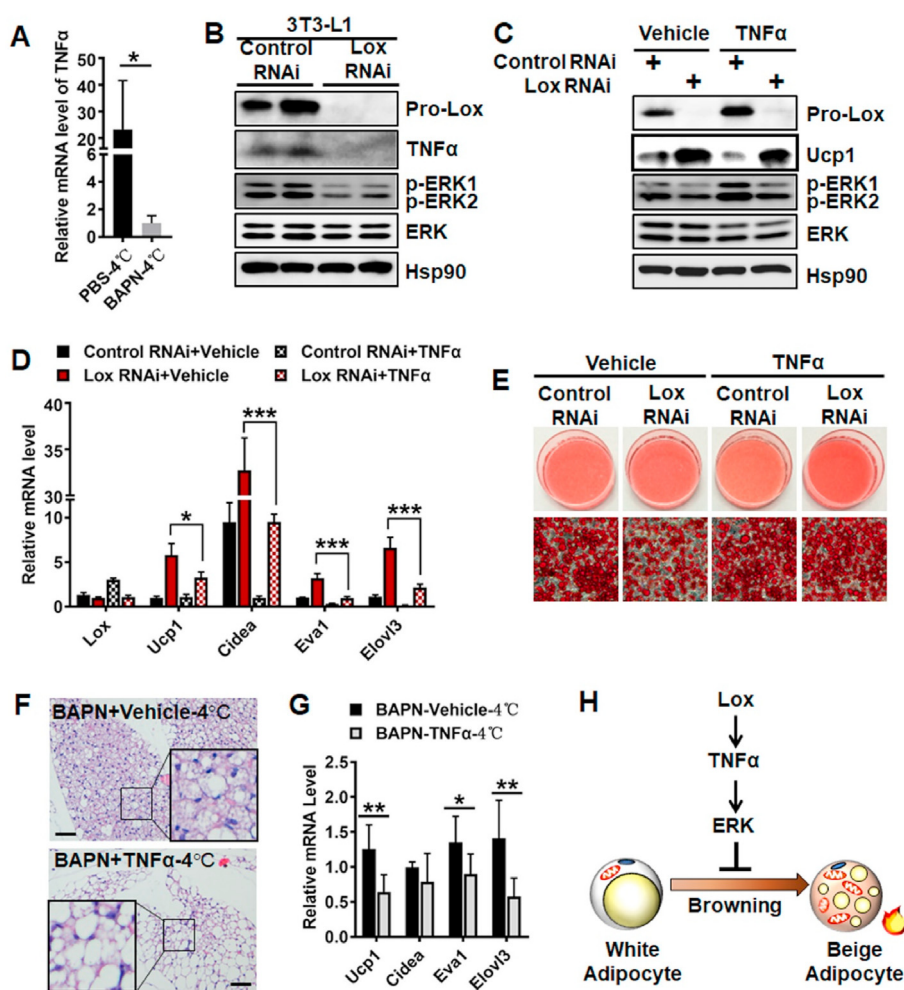 A
Relative mRNA level of TNFα
50
40
30
20
10
6
4
2
0
*
PBS-4℃
BAPN-4℃
B
3T3-L1
Control RNAi
Lox RNAi
Pro-Lox
TNFα
p-ERK1
p-ERK2
ERK
Hsp90
C
Vehicle TNFα
Control RNAi + +
Lox RNAi + +
Pro-Lox
Ucp1
p-ERK1
p-ERK2
ERK
Hsp90
D
Control RNAi+Vehicle Control RNAi+TNFα
Lox RNAi+Vehicle Lox RNAi+TNFα
Relative mRNA level
40
35
30
10
5
0
* *** *** ***
Lox Ucp1 Cidea Eva1 Elovl3
E
Vehicle TNFα
Control Lox Control Lox
RNAi RNAi RNAi RNAi
F
BAPN+Vehicle-4℃
BAPN+TNFα-4℃
G
BAPN-Vehicle-4℃
BAPN-TNFα-4℃
Relative mRNA Level
2.5
2.0
1.5
1.0
0.5
0.0
** * **
Ucp1 Cidea Eva1 Elovl3
H
Lox
TNFα
ERK
Browning
White
Adipocyte
Beige
Adipocyte